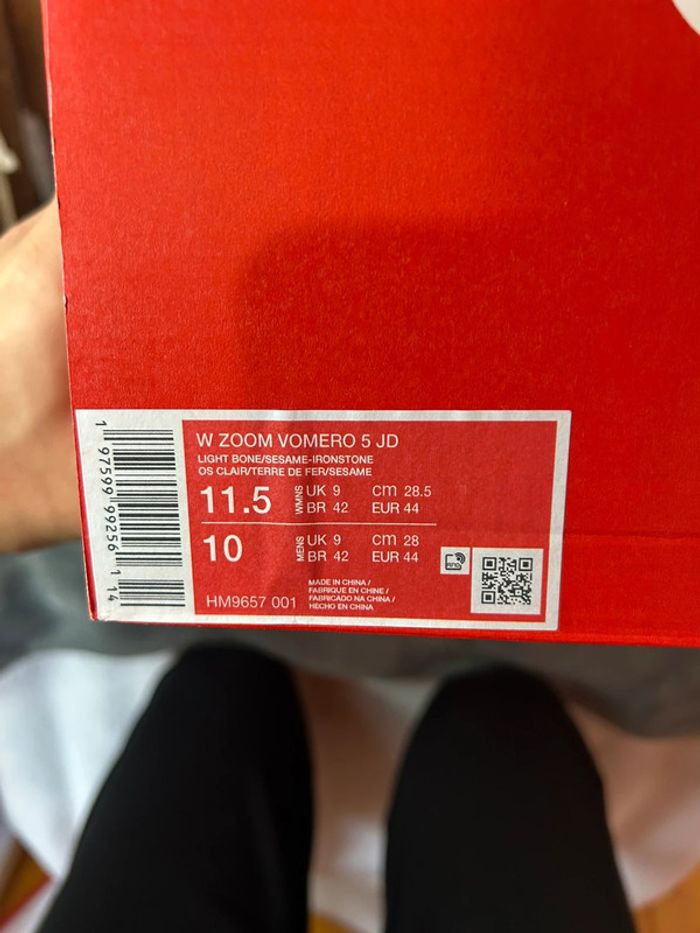 W ZOOM VOMERO 5 JD
LIGHT BONE/SESAME-IRONSTONE
OS CLAIR/TERRE DE FER/SESAME
11.5 WMNS UK 9 cm 28.5
BR 42 EUR 44
10 MENS UK 9 cm 28
BR 42 EUR 44
HM9657 001
MADE IN CHINA /
FABRIQUE EN CHINE /
FABRICADO NA CHINA /
HECHO EN CHINA
1 97599 99256 1 14